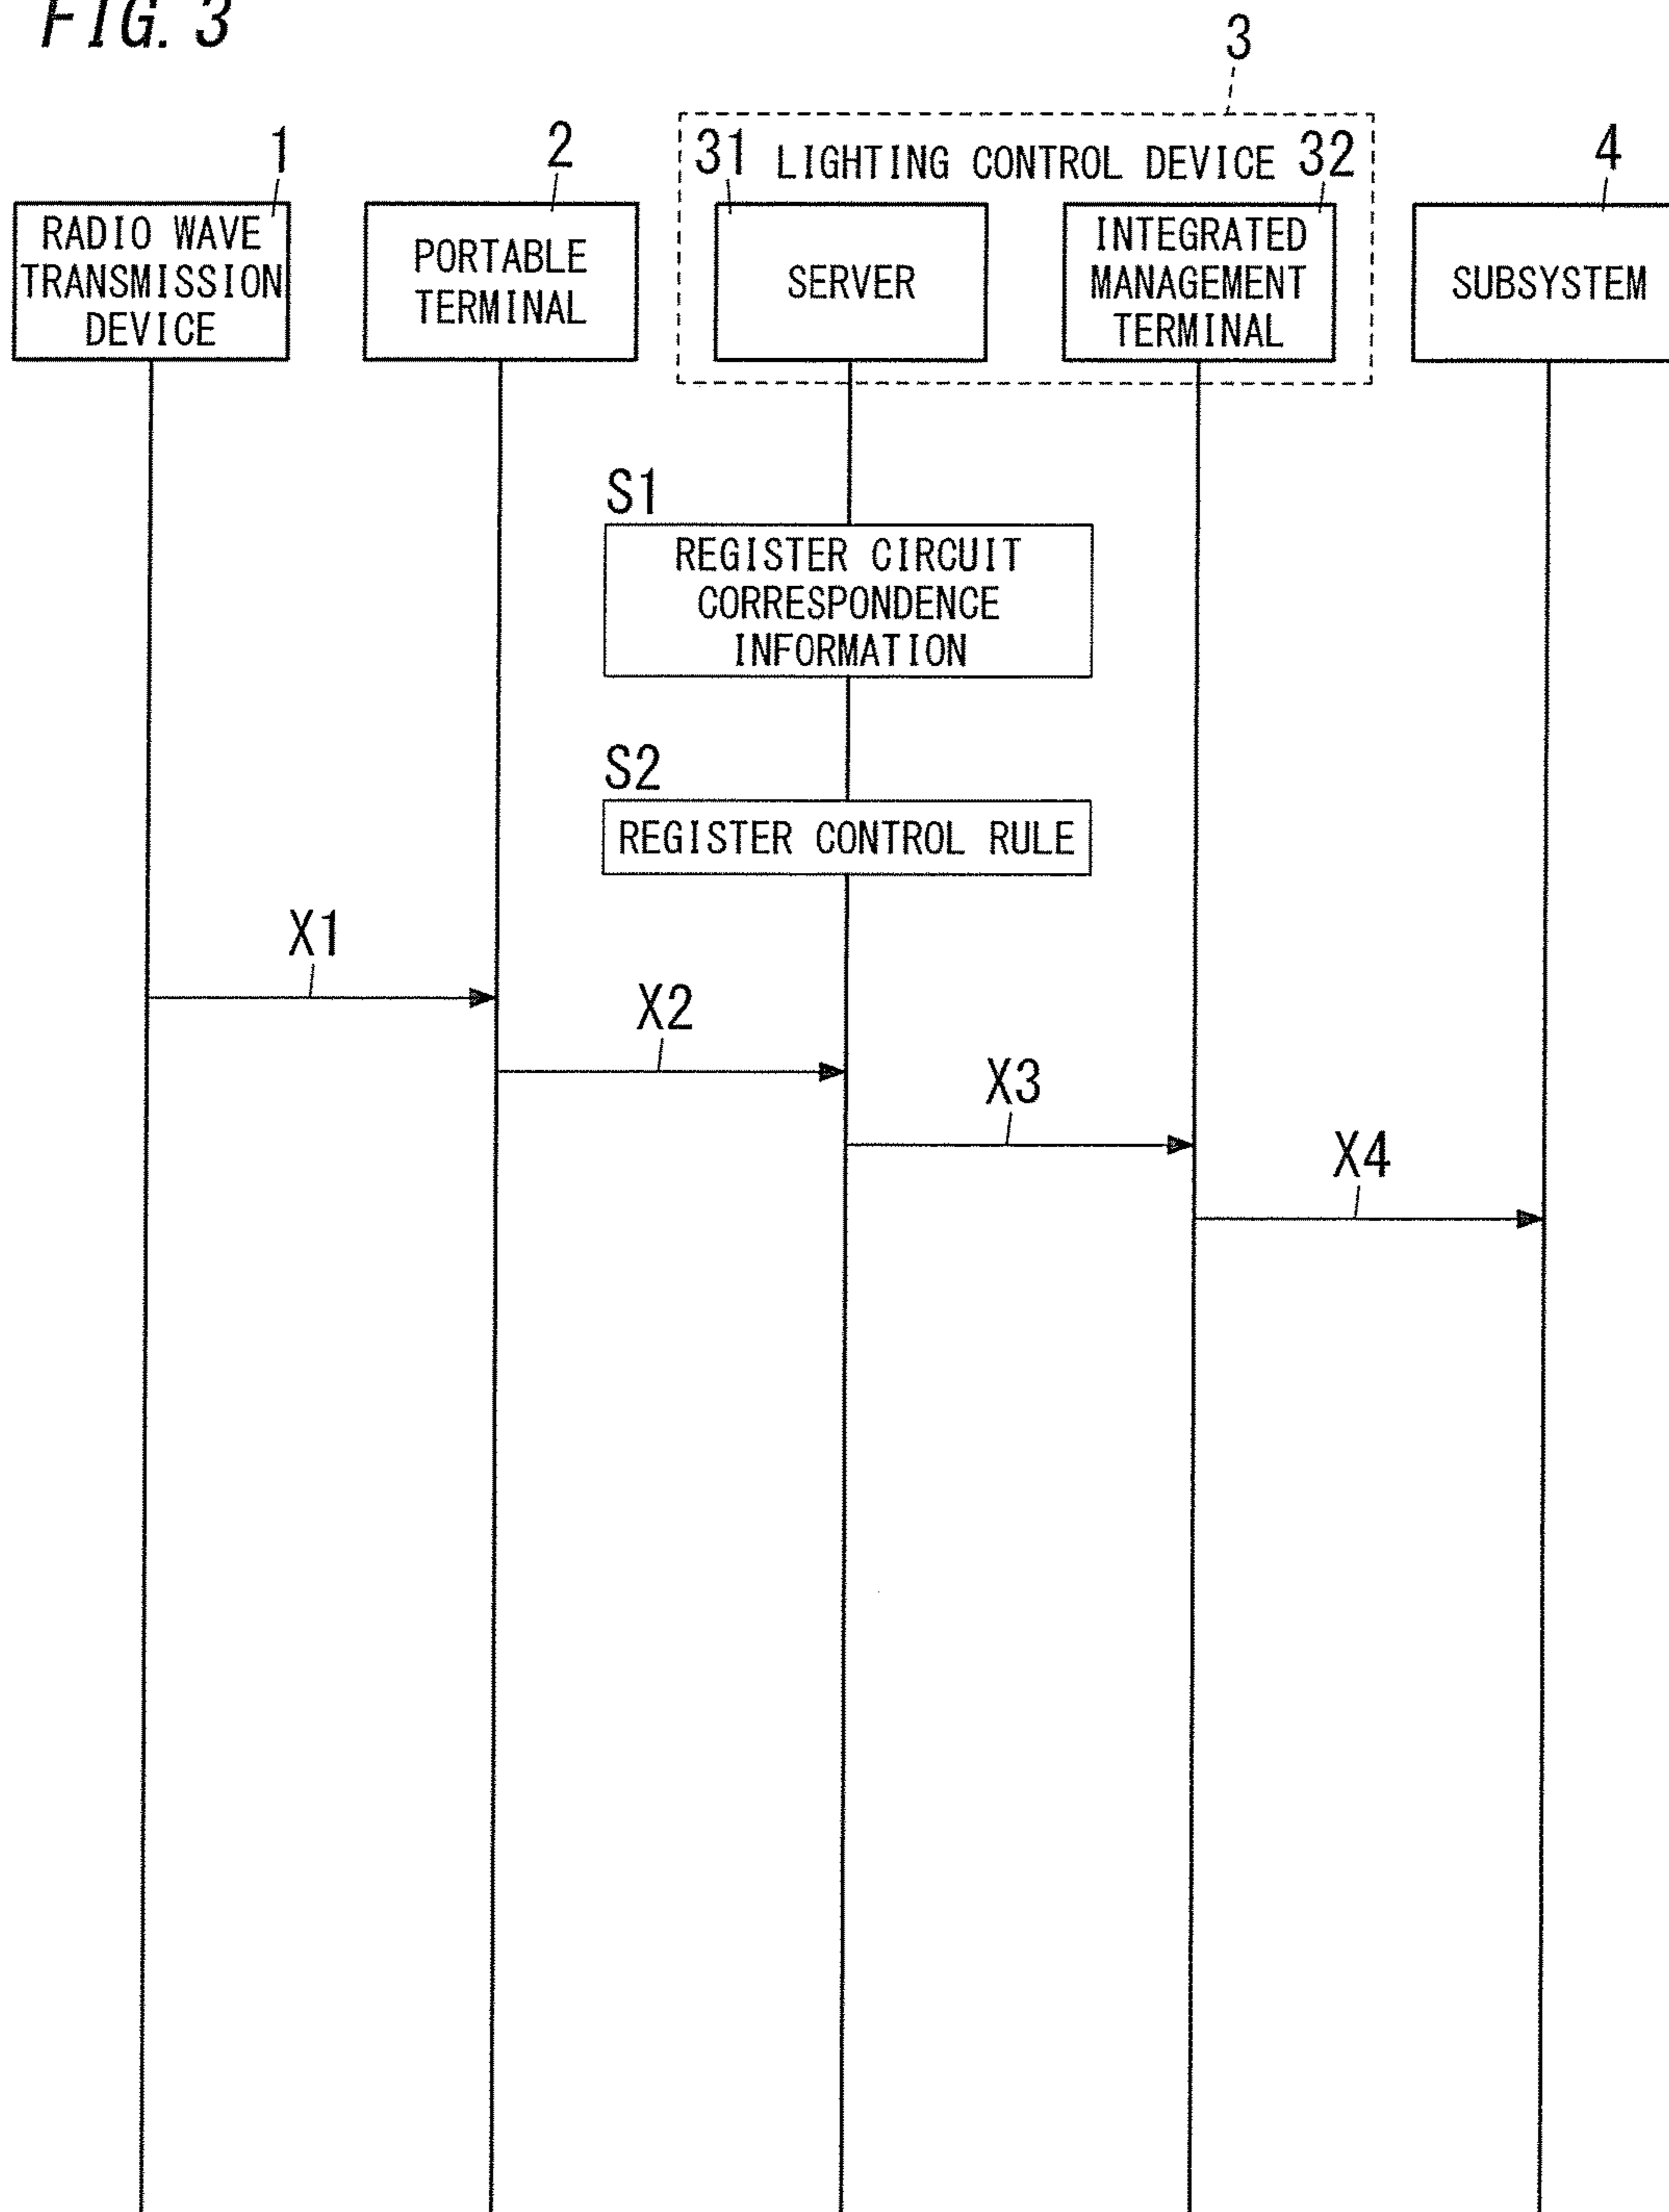 FIG. 3
3
1
2
31 LIGHTING CONTROL DEVICE 32
4
RADIO WAVE
TRANSMISSION
DEVICE
PORTABLE
TERMINAL
SERVER
INTEGRATED
MANAGEMENT
TERMINAL
SUBSYSTEM
S1
REGISTER CIRCUIT
CORRESPONDENCE
INFORMATION
S2
REGISTER CONTROL RULE
X1
X2
X3
X4